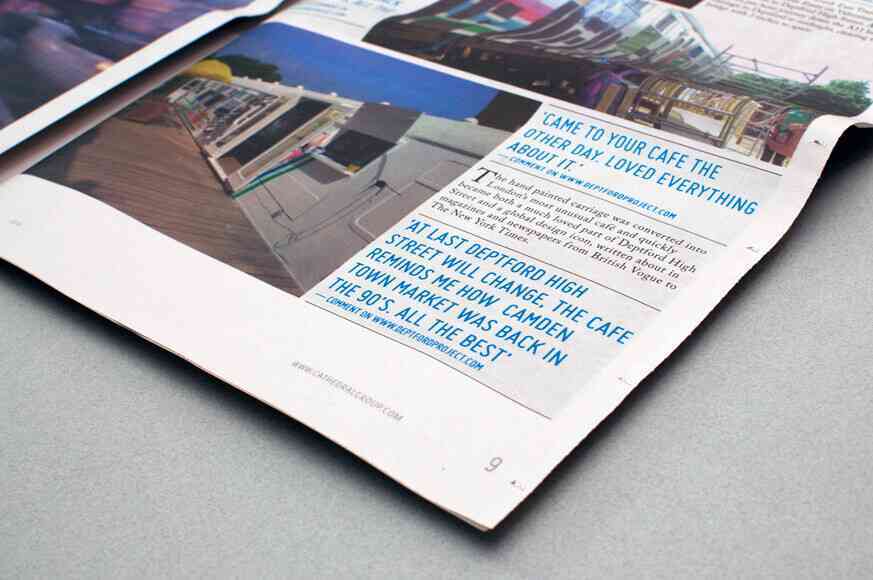 'CAME TO YOUR CAFE THE
OTHER DAY. LOVED EVERYTHING
ABOUT IT.'
— COMMENT ON WWW.DEPTFORDPROJECT.COM
The hand painted carriage was converted into
London's most unusual café and quickly
became both a much loved part of Deptford High
Street and a global design icon, written about in
magazines and newspapers from British Vogue to
The New York Times.
'AT LAST DEPTFORD HIGH
STREET WILL CHANGE, THE CAFE
REMINDS ME HOW CAMDEN
TOWN MARKET WAS BACK IN
THE 90'S. ALL THE BEST'
— COMMENT ON WWW.DEPTFORDPROJECT.COM
WWW.CATHEDRALGROUP.COM
9